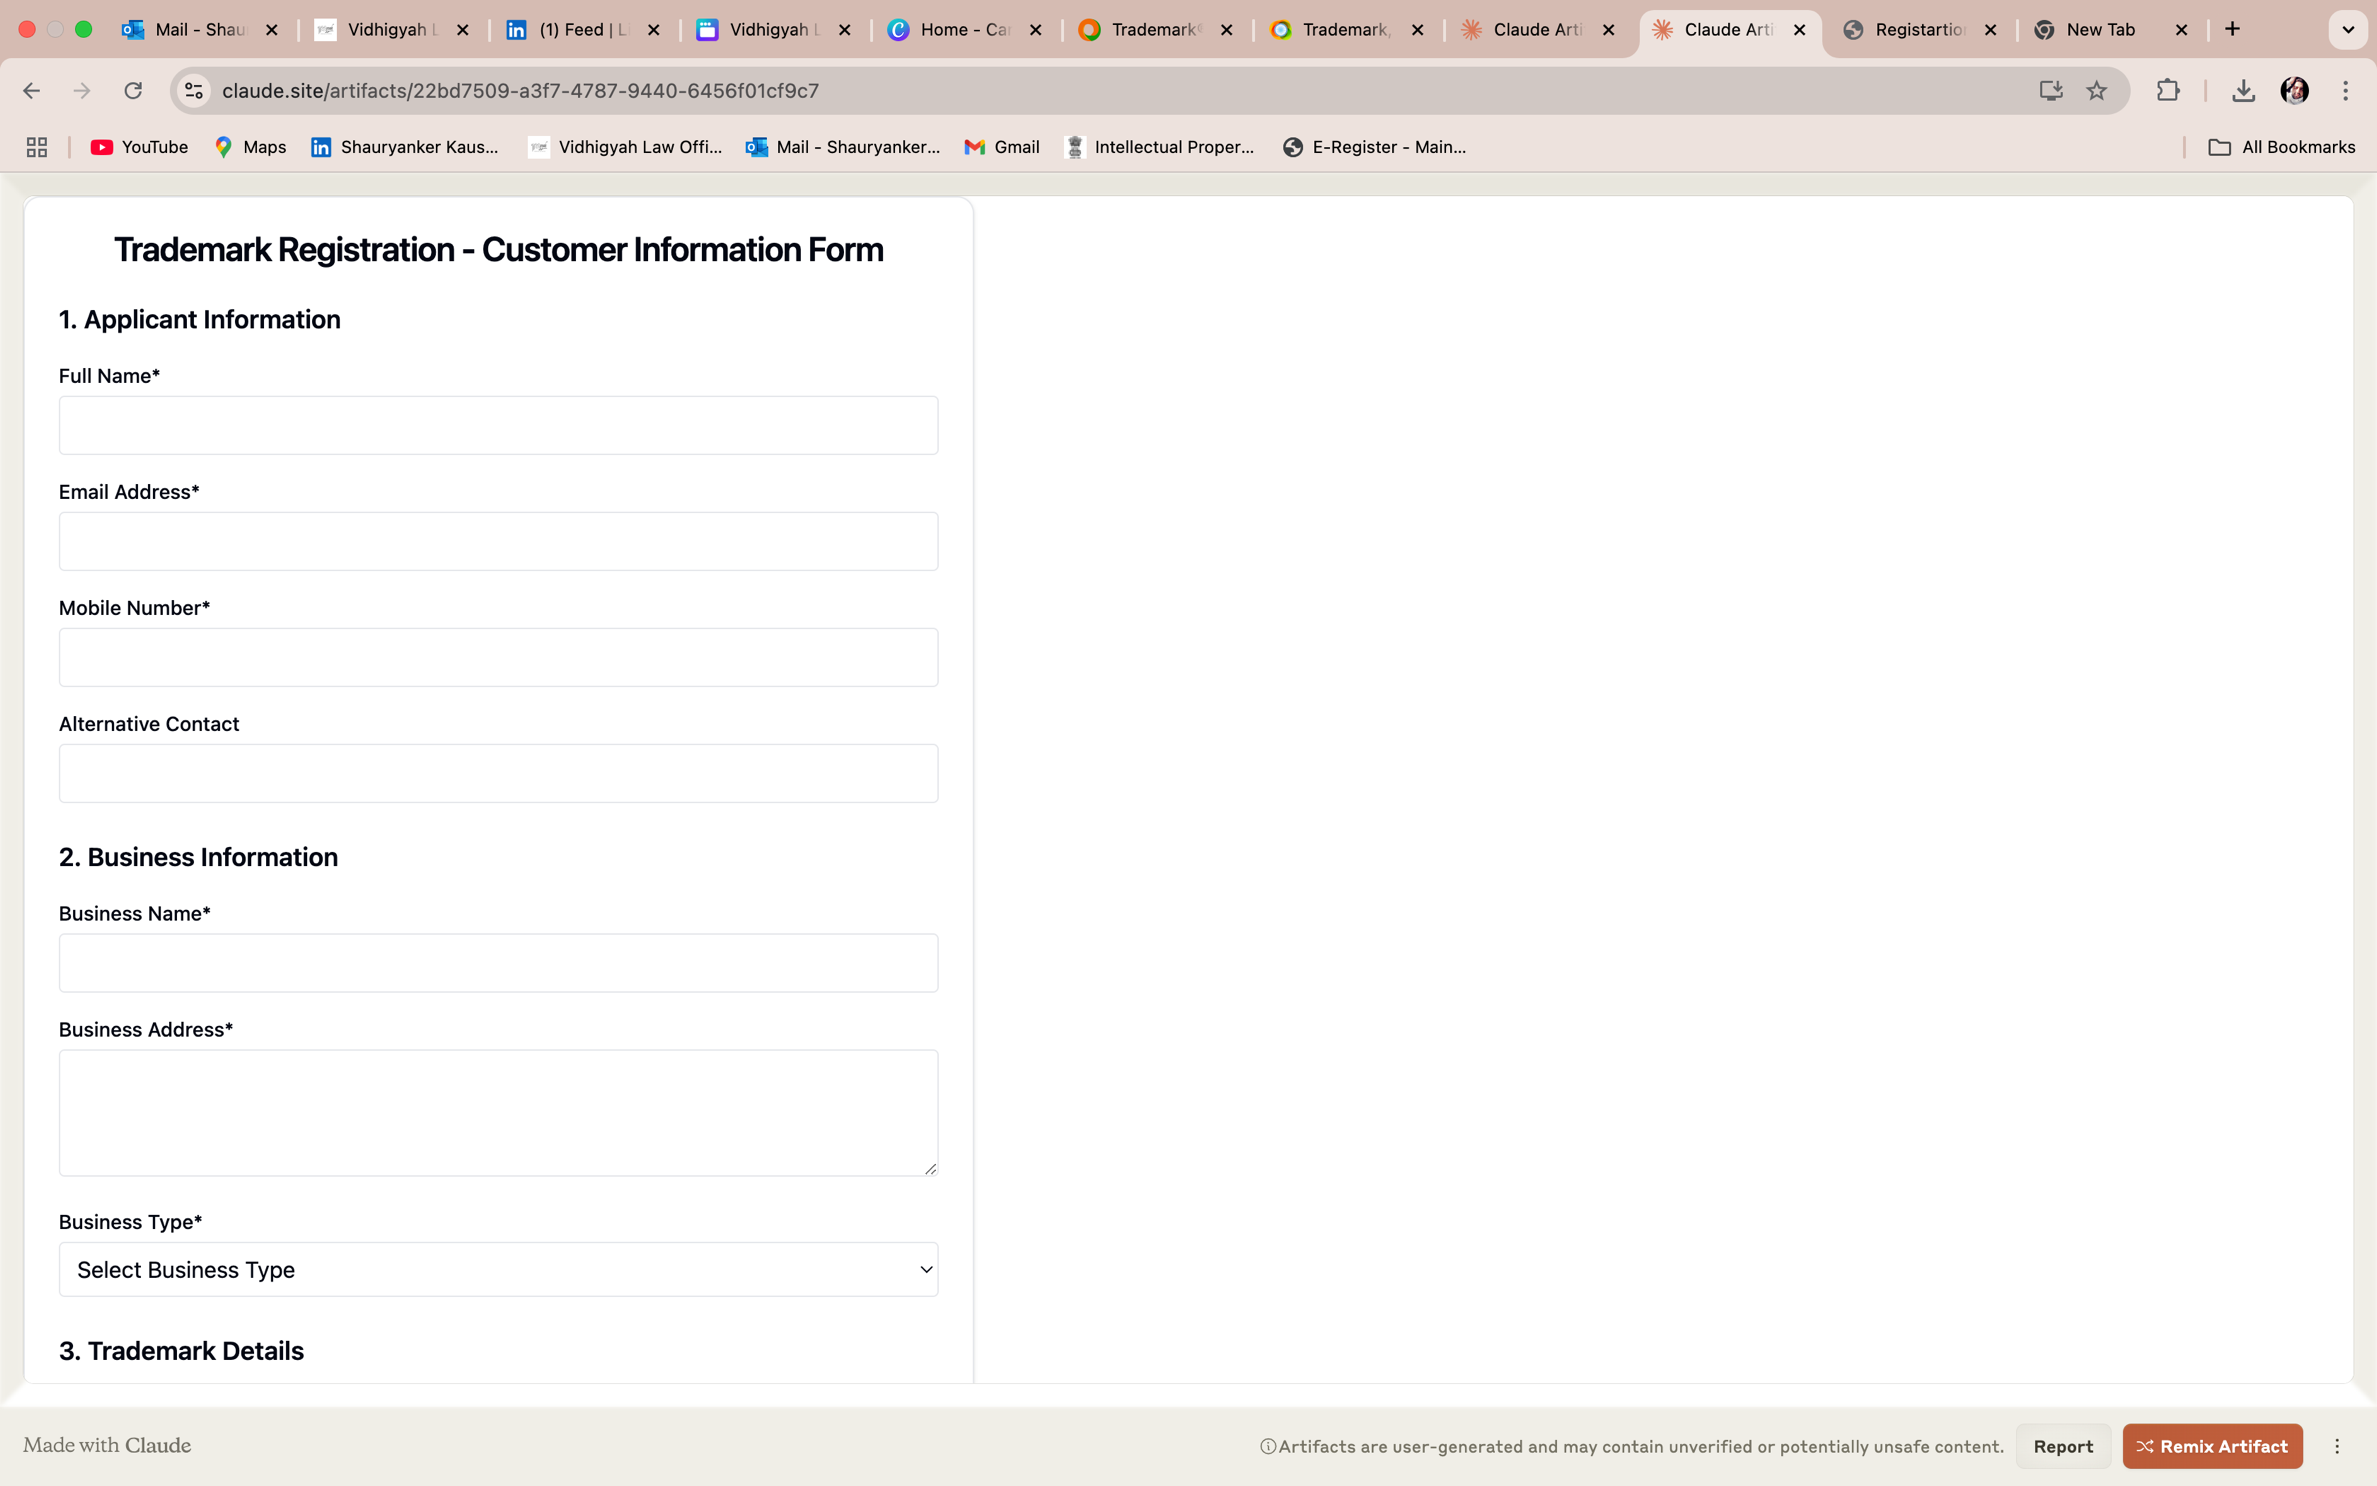 Mail - Shau
Vidhigyah L
(1) Feed | Li
Vidhigyah L
Home - Can
Trademark
Trademark,
Claude Arti
Claude Arti
Registartion
New Tab
claude.site/artifacts/22bd7509-a3f7-4787-9440-6456f01cf9c7
YouTube
Maps
Shauryanker Kaus...
Vidhigyah Law Offi...
Mail - Shauryanker...
Gmail
Intellectual Proper...
E-Register - Main...
All Bookmarks
Trademark Registration - Customer Information Form
1. Applicant Information
Full Name*
Email Address*
Mobile Number*
Alternative Contact
2. Business Information
Business Name*
Business Address*
Business Type*
Select Business Type
3. Trademark Details
Made with Claude
Artifacts are user-generated and may contain unverified or potentially unsafe content.
Report
Remix Artifact